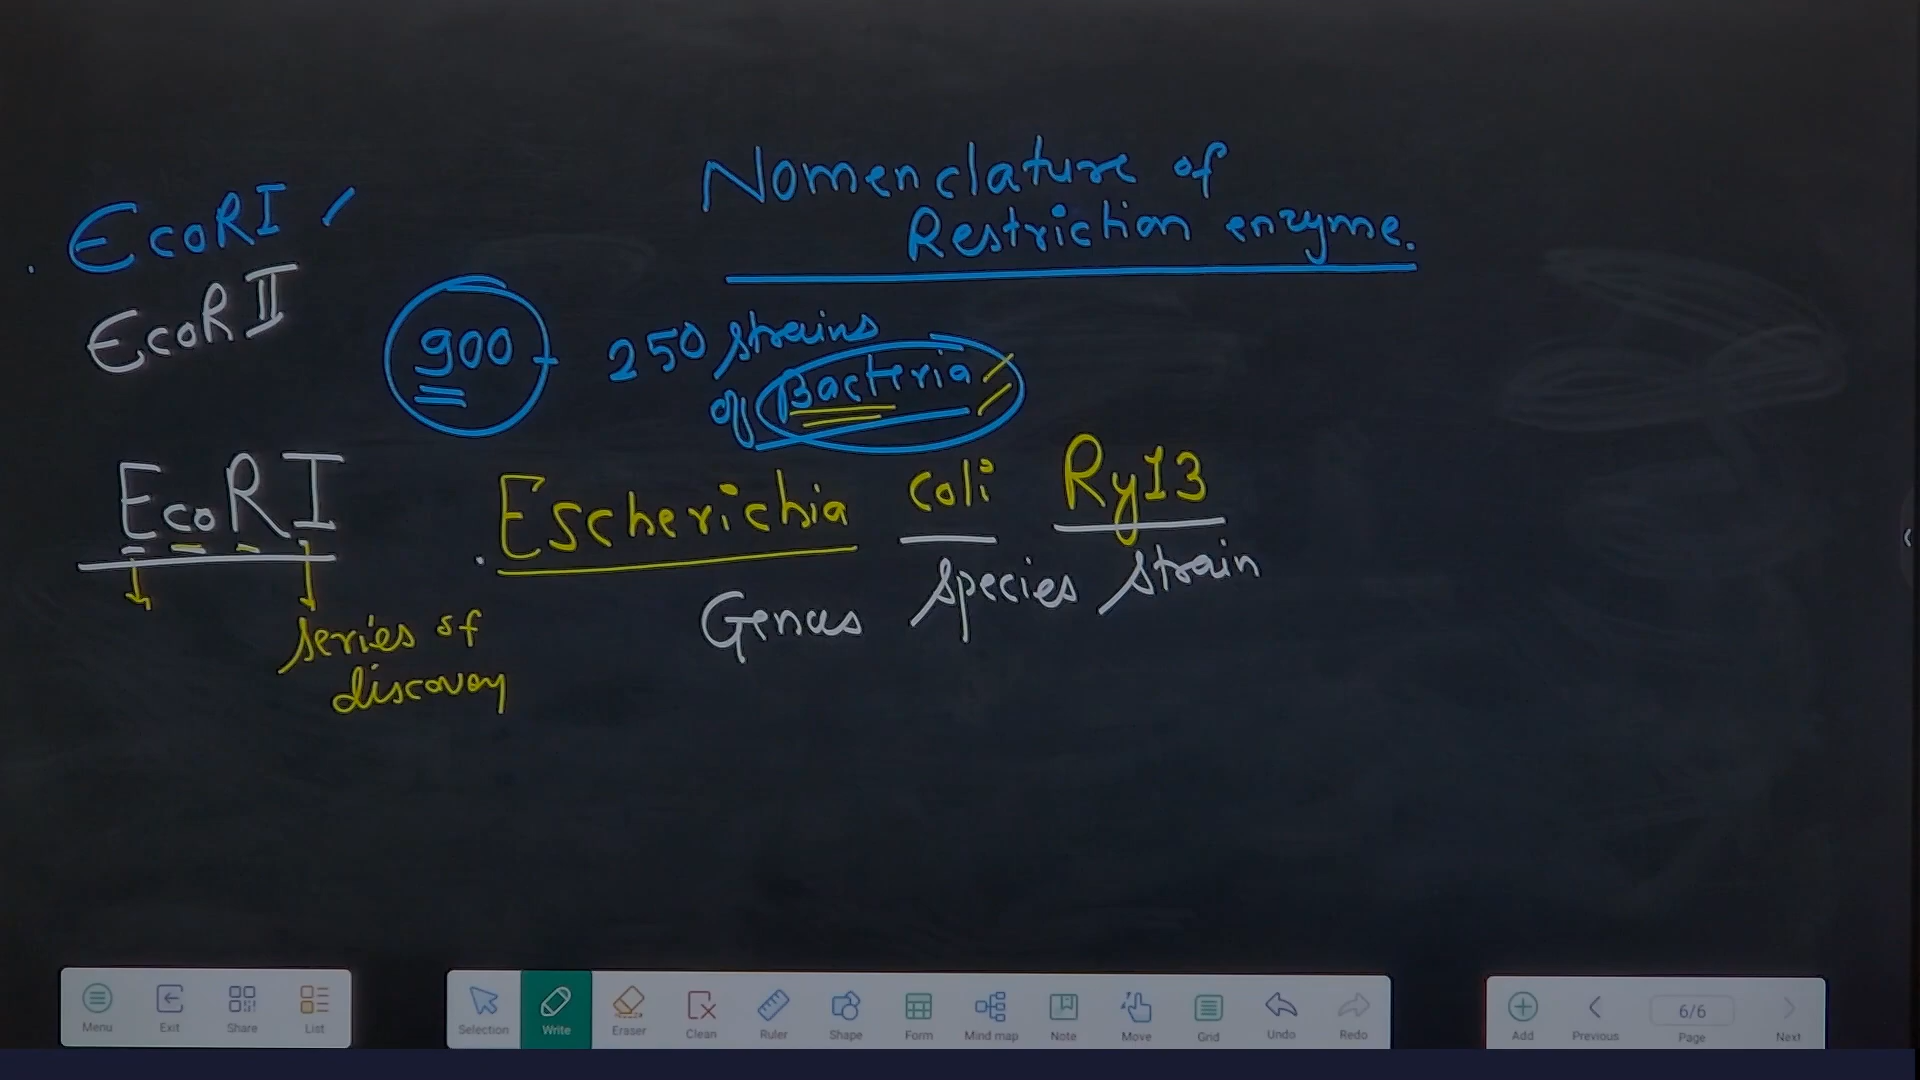 Nomenclature of
Restriction enzyme.
EcoRI
EcoRII
900 - 250 strains
of Bacteria
EcoRI
Escherichia coli Ry13
Genus species strain
series of
discovery
Menu Exit Share List
Selection Write Eraser Clean Ruler Shape Form Mind map Note Move Grid Undo Redo
Add Previous 6/6 Page Next